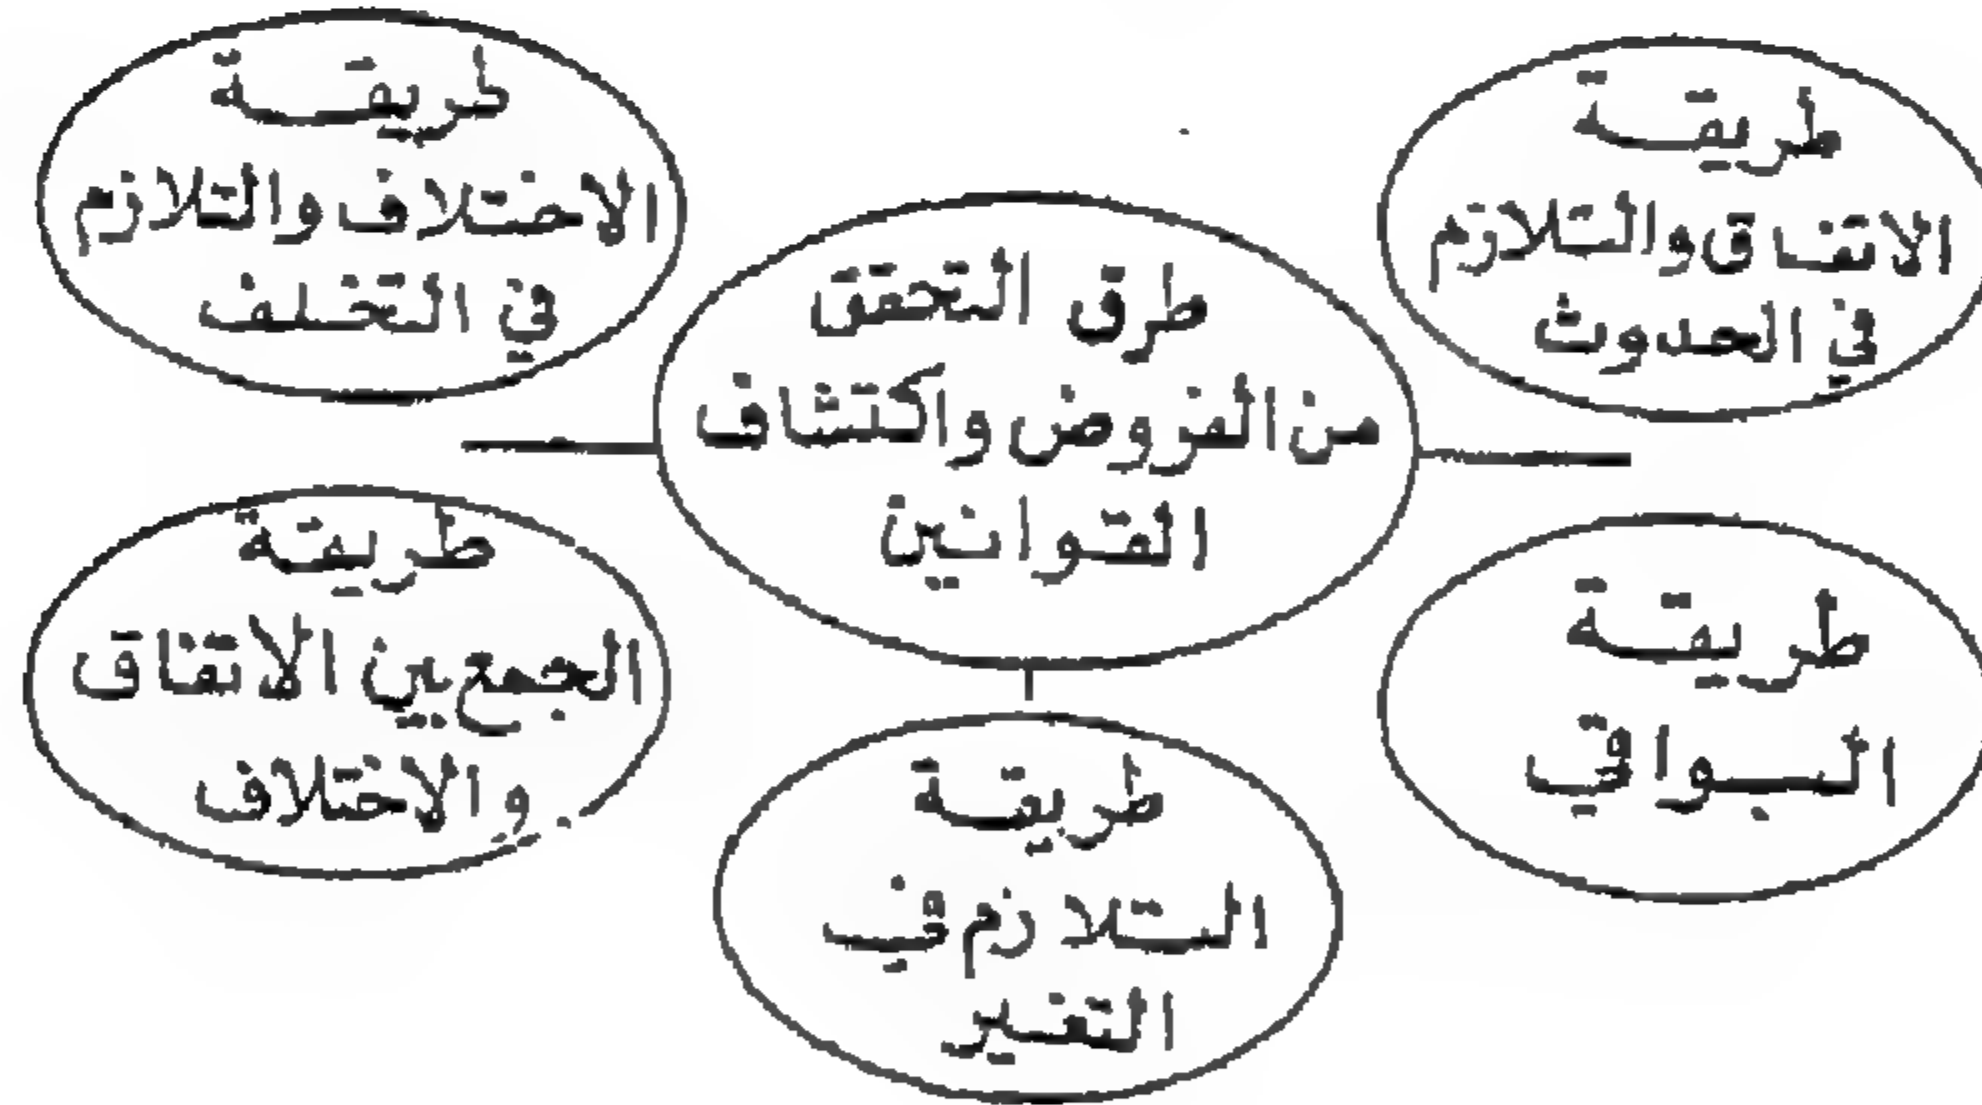 طريقة
الاتفاق والتلازم
في الحدوث
طرق التحقق
من الفروض واكتشاف
القوانين
طريقة
الاختلاف والتلازم
في التخلف
طريقة
البواقي
طريقة
التلازم في
التغير
طريقة
الجمع بين الاتفاق
والاختلاف